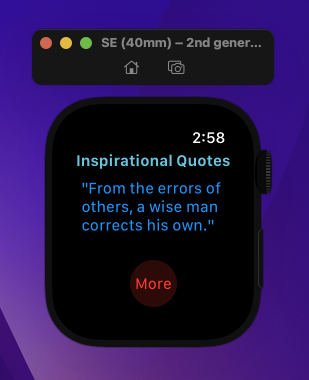 SE (40mm) – 2nd gener...
2:58
Inspirational Quotes
"From the errors of
others, a wise man
corrects his own."
More